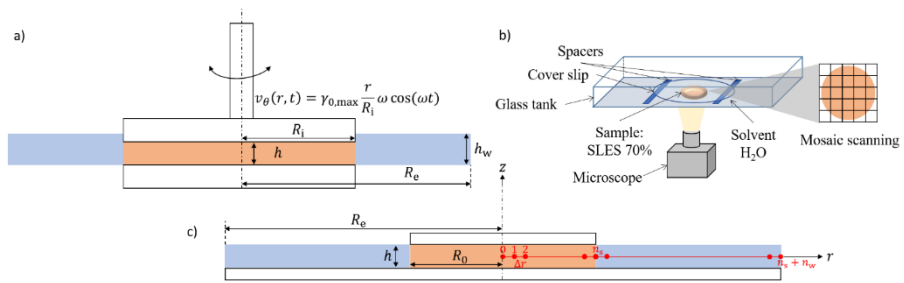 a)
v_θ(r, t) = γ_0,max r/R_i ω cos(ωt)
R_i
h
h_w
R_e
b)
Spacers
Cover slip
Glass tank
Sample:
SLES 70%
Solvent
H₂O
Mosaic scanning
Microscope
z
c)
R_e
h
R_0
0 1 2
Δr
n_s
n_s + n_w
r